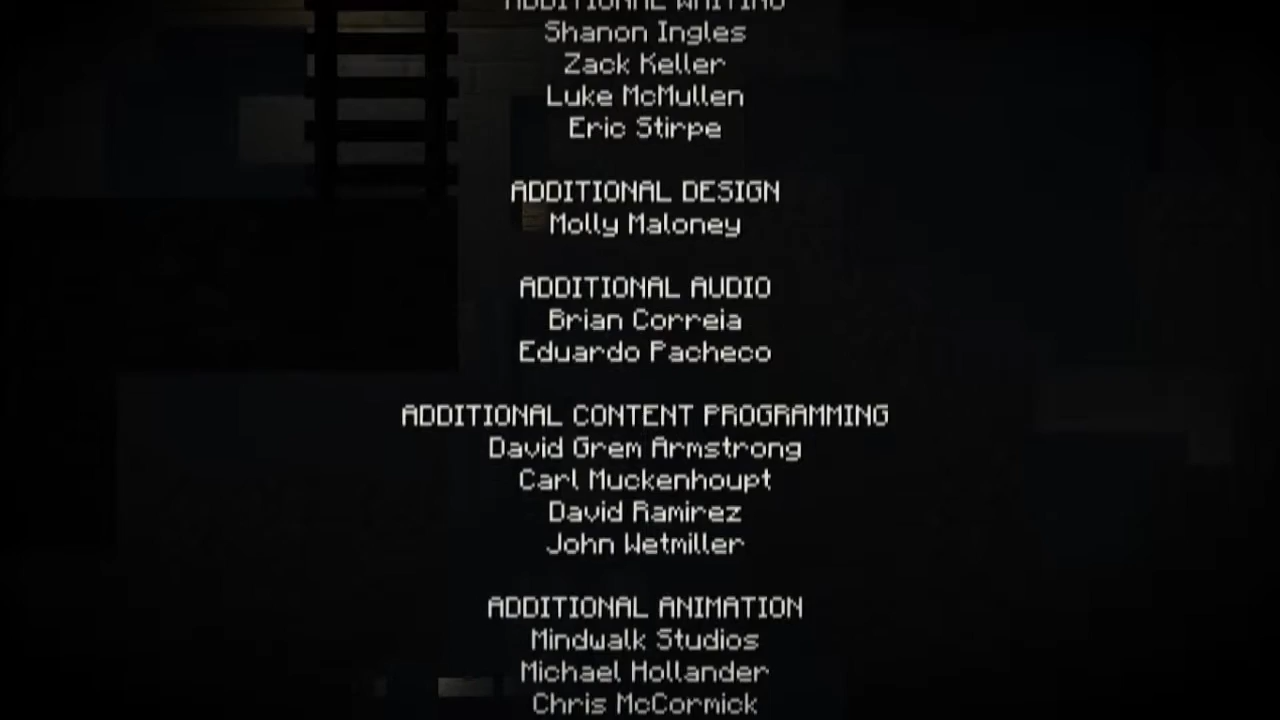 ADDITIONAL WRITING
Shanon Ingles
Zack Keller
Luke McMullen
Eric Stirpe
ADDITIONAL DESIGN
Molly Maloney
ADDITIONAL AUDIO
Brian Correia
Eduardo Pacheco
ADDITIONAL CONTENT PROGRAMMING
David Grem Armstrong
Carl Muckenhoupt
David Ramirez
John Wetmiller
ADDITIONAL ANIMATION
Mindwalk Studios
Michael Hollander
Chris McCormick